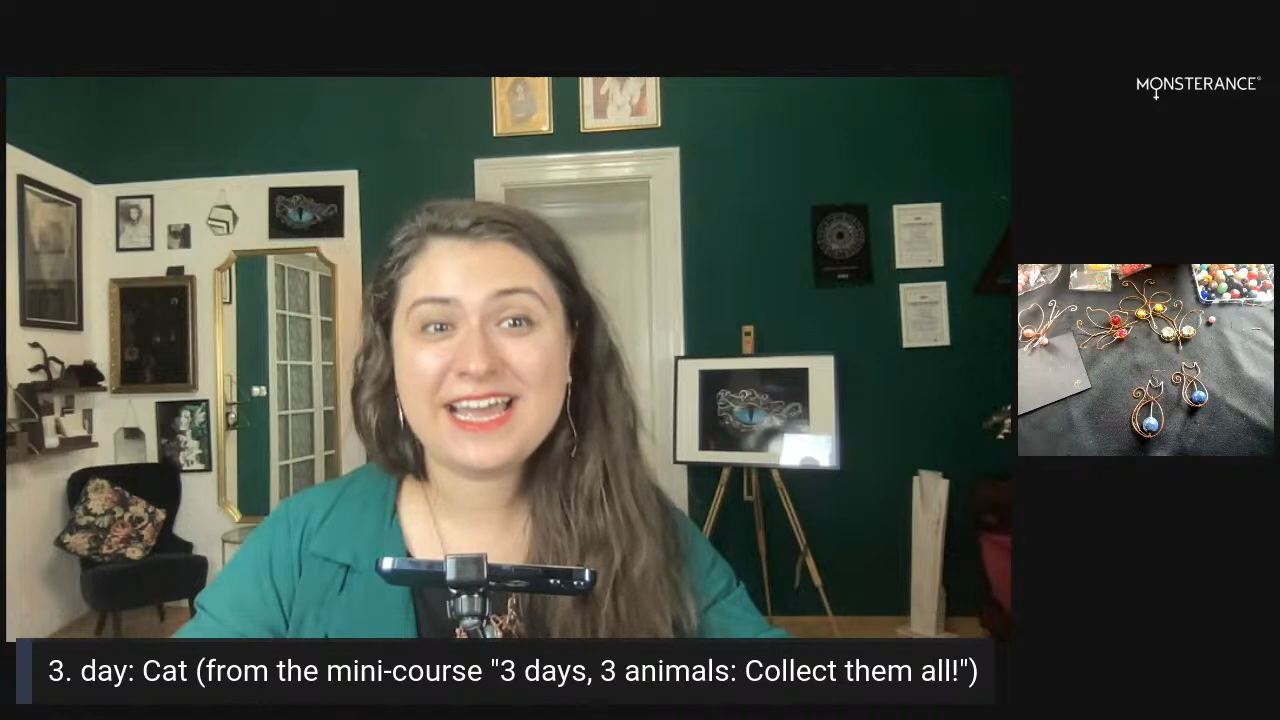 MONSTERANCE
3. day: Cat (from the mini-course "3 days, 3 animals: Collect them all!")